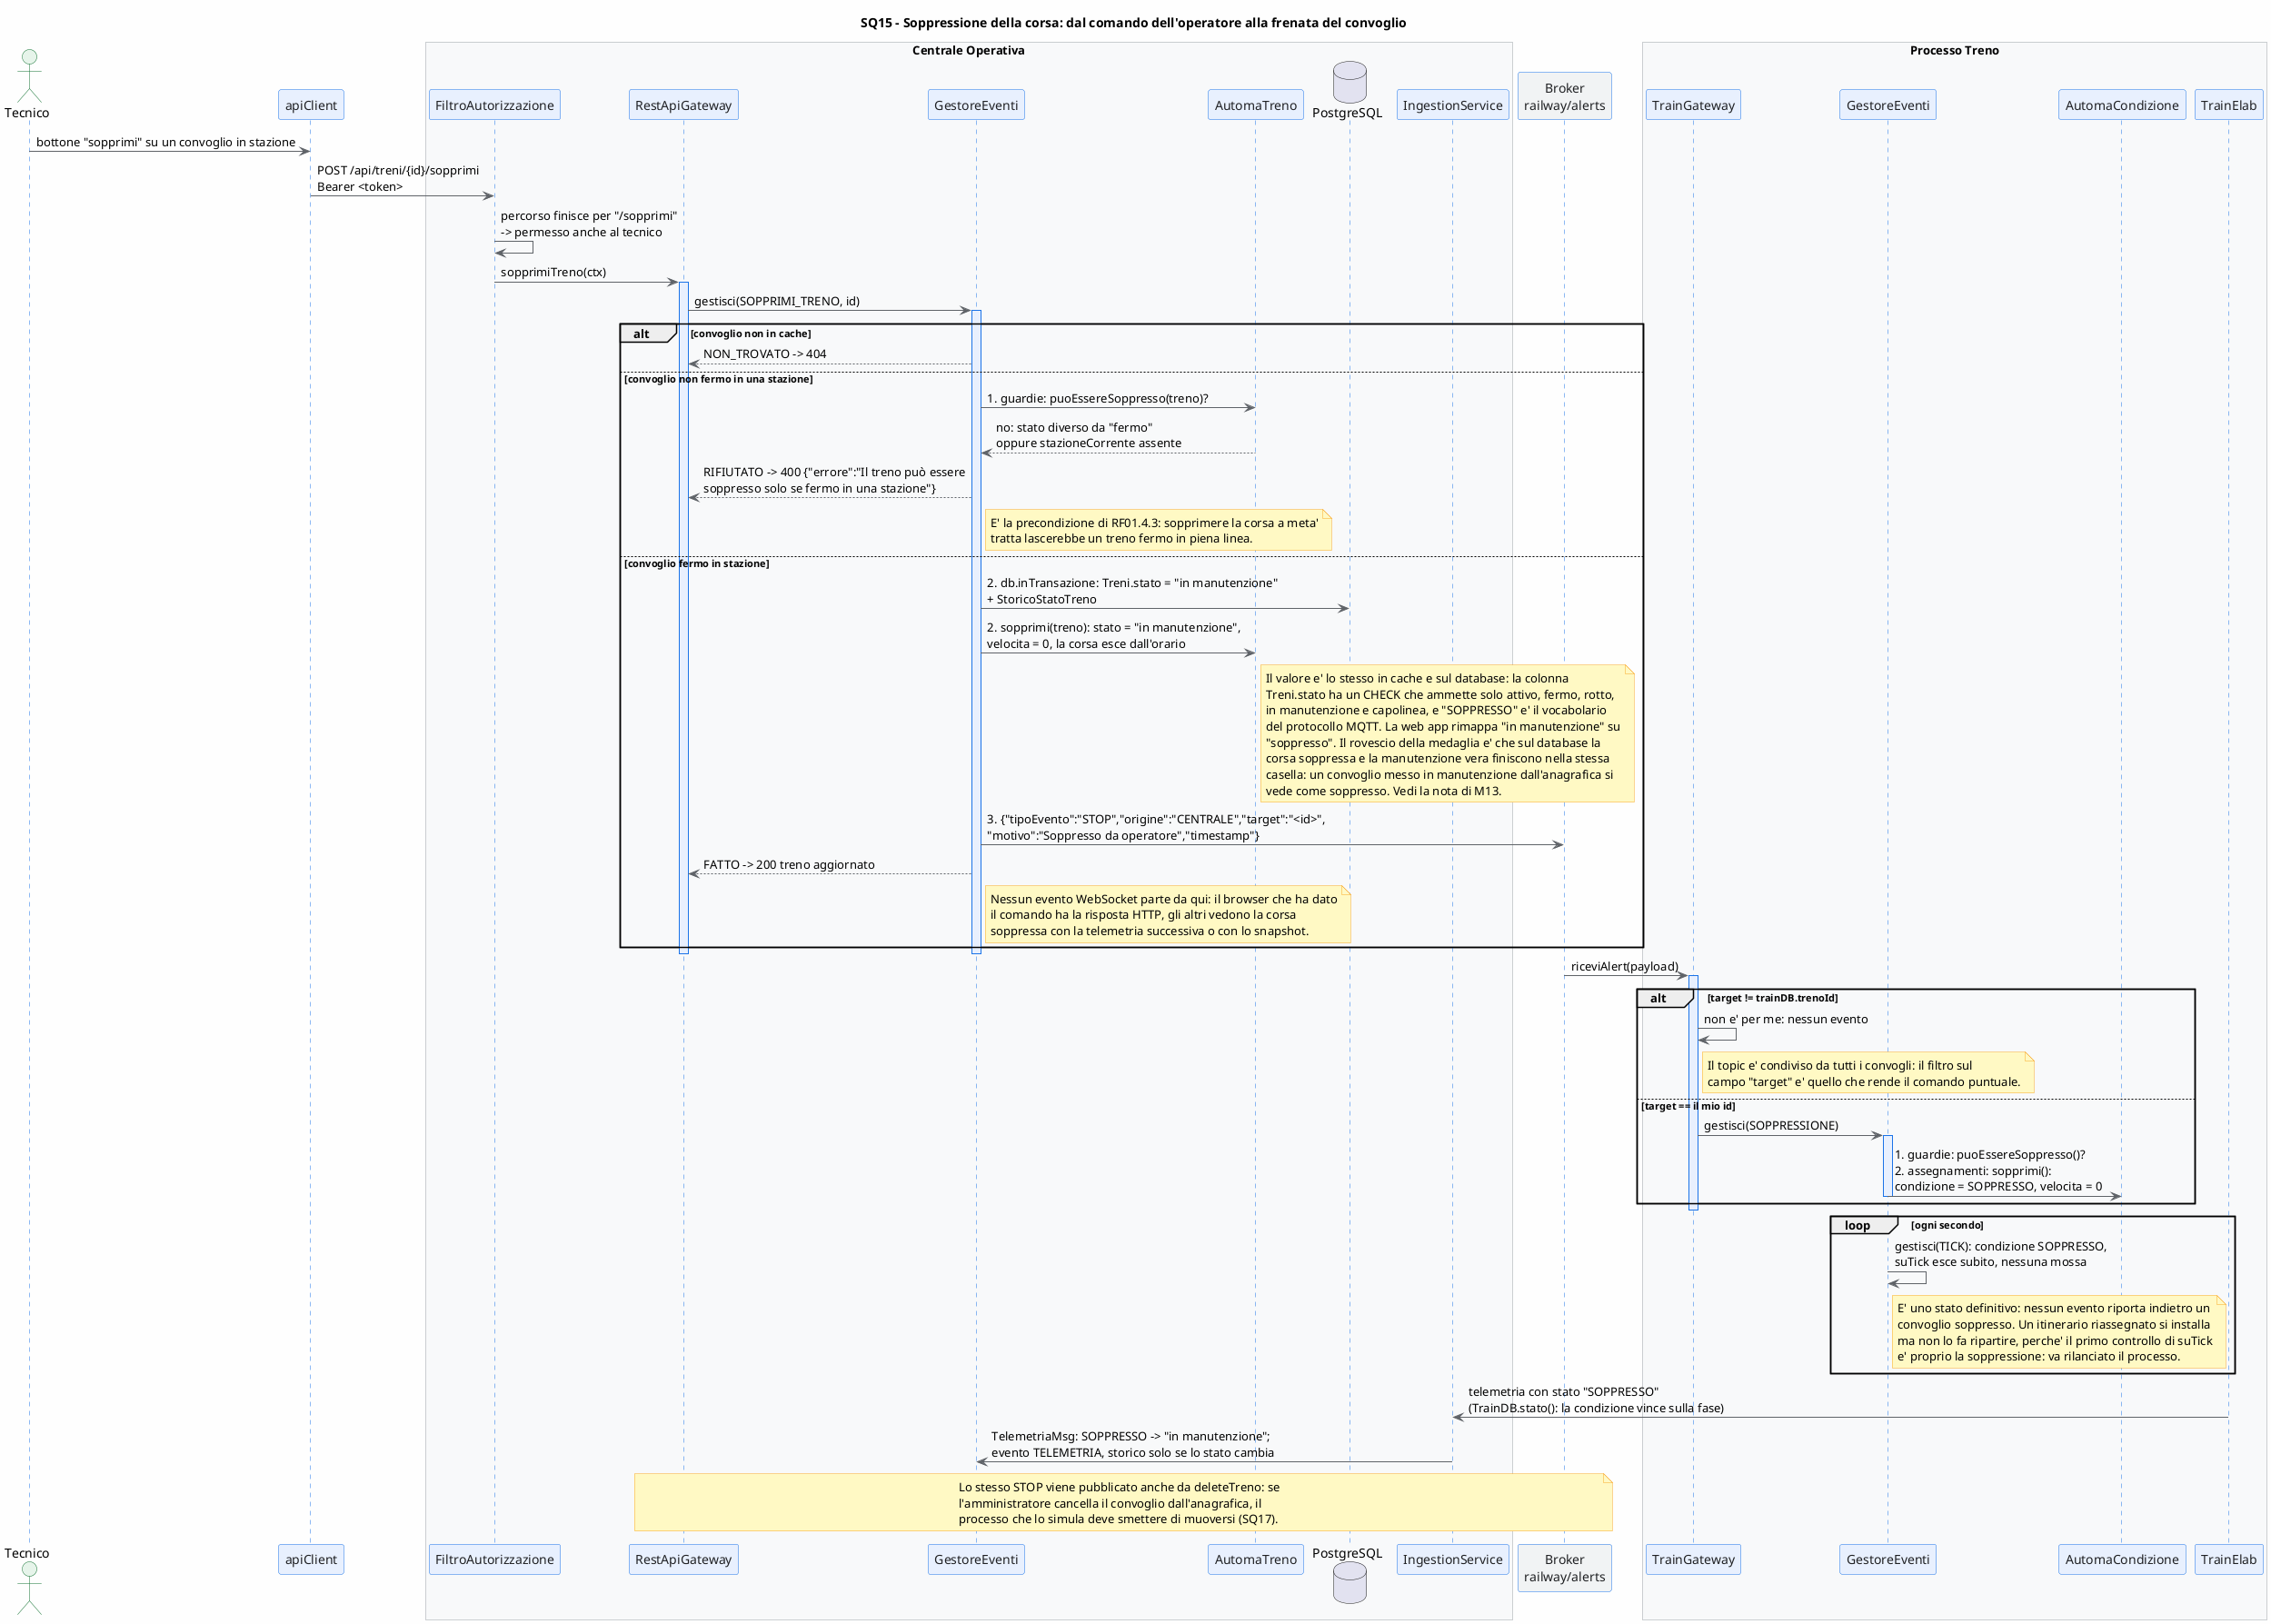 SQ15 - Soppressione della corsa: dal comando dell'operatore alla frenata del convoglio
Centrale Operativa
Processo Treno
Tecnico
apiClient
FiltroAutorizzazione
RestApiGateway
GestoreEventi
AutomaTreno
PostgreSQL
IngestionService
Broker
railway/alerts
TrainGateway
GestoreEventi
AutomaCondizione
TrainElab
bottone "sopprimi" su un convoglio in stazione
POST /api/treni/{id}/sopprimi
Bearer <token>
percorso finisce per "/sopprimi"
-> permesso anche al tecnico
sopprimiTreno(ctx)
gestisci(SOPPRIMI_TRENO, id)
alt [convoglio non in cache]
NON_TROVATO -> 404
[convoglio non fermo in una stazione]
1. guardie: puoEssereSoppresso(treno)?
no: stato diverso da "fermo"
oppure stazioneCorrente assente
RIFIUTATO -> 400 {"errore":"Il treno può essere
soppresso solo se fermo in una stazione"}
E' la precondizione di RF01.4.3: sopprimere la corsa a meta'
tratta lascerebbe un treno fermo in piena linea.
[convoglio fermo in stazione]
2. db.inTransazione: Treni.stato = "in manutenzione"
+ StoricoStatoTreno
2. sopprimi(treno): stato = "in manutenzione",
velocita = 0, la corsa esce dall'orario
Il valore e' lo stesso in cache e sul database: la colonna
Treni.stato ha un CHECK che ammette solo attivo, fermo, rotto,
in manutenzione e capolinea, e "SOPPRESSO" e' il vocabolario
del protocollo MQTT. La web app rimappa "in manutenzione" su
"soppresso". Il rovescio della medaglia e' che sul database la
corsa soppressa e la manutenzione vera finiscono nella stessa
casella: un convoglio messo in manutenzione dall'anagrafica si
vede come soppresso. Vedi la nota di M13.
3. {"tipoEvento":"STOP","origine":"CENTRALE","target":"<id>",
"motivo":"Soppresso da operatore","timestamp"}
FATTO -> 200 treno aggiornato
Nessun evento WebSocket parte da qui: il browser che ha dato
il comando ha la risposta HTTP, gli altri vedono la corsa
soppressa con la telemetria successiva o con lo snapshot.
riceviAlert(payload)
alt [target != trainDB.trenoId]
non e' per me: nessun evento
Il topic e' condiviso da tutti i convogli: il filtro sul
campo "target" e' quello che rende il comando puntuale.
[target == il mio id]
gestisci(SOPPRESSIONE)
1. guardie: puoEssereSoppresso()?
2. assegnamenti: sopprimi():
condizione = SOPPRESSO, velocita = 0
loop [ogni secondo]
gestisci(TICK): condizione SOPPRESSO,
suTick esce subito, nessuna mossa
E' uno stato definitivo: nessun evento riporta indietro un
convoglio soppresso. Un itinerario riassegnato si installa
ma non lo fa ripartire, perche' il primo controllo di suTick
e' proprio la soppressione: va rilanciato il processo.
telemetria con stato "SOPPRESSO"
(TrainDB.stato(): la condizione vince sulla fase)
TelemetriaMsg: SOPPRESSO -> "in manutenzione";
evento TELEMETRIA, storico solo se lo stato cambia
Lo stesso STOP viene pubblicato anche da deleteTreno: se
l'amministratore cancella il convoglio dall'anagrafica, il
processo che lo simula deve smettere di muoversi (SQ17).
Tecnico
apiClient
FiltroAutorizzazione
RestApiGateway
GestoreEventi
AutomaTreno
PostgreSQL
IngestionService
Broker
railway/alerts
TrainGateway
GestoreEventi
AutomaCondizione
TrainElab